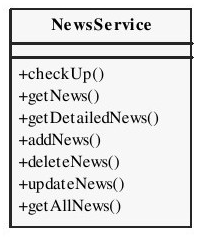 NewsService
+checkUp()
+getNews()
+getDetailedNews()
+addNews()
+deleteNews()
+updateNews()
+getAllNews()